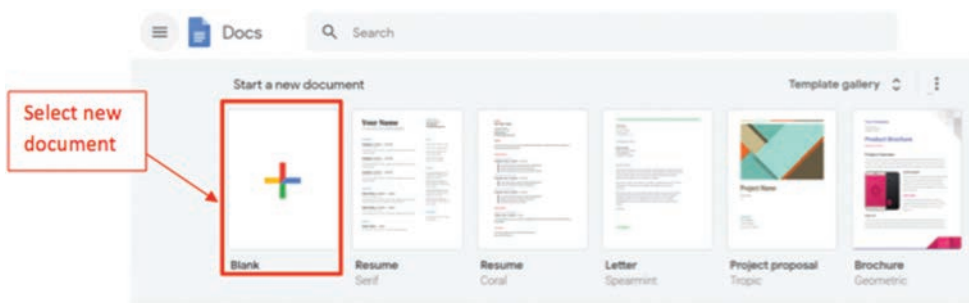 Docs
Search
Start a new document
Template gallery
Select new
document
Your Name
Product Brochure
Project Name
Blank
Resume
Serif
Resume
Coral
Letter
Spearmint
Project proposal
Tropic
Brochure
Geometric